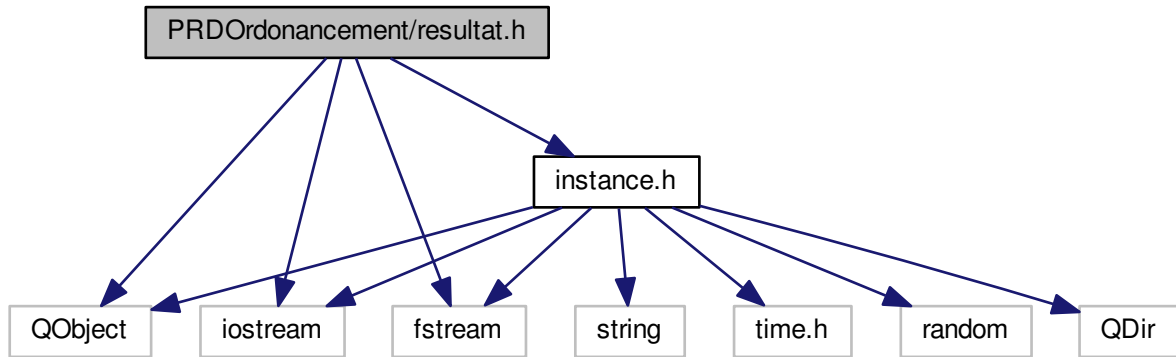 PRDOrdonancement/resultat.h
instance.h
QObject
iostream
fstream
string
time.h
random
QDir